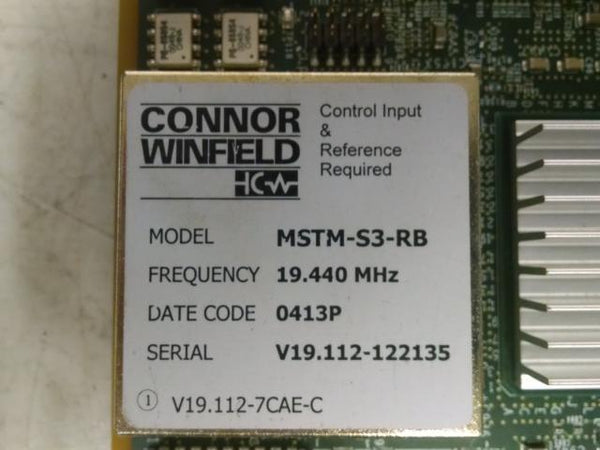 CONNOR
WINFIELD
Control Input
&
Reference
Required
MODEL MSTM-S3-RB
FREQUENCY 19.440 MHz
DATE CODE 0413P
SERIAL V19.112-122135
1 V19.112-7CAE-C